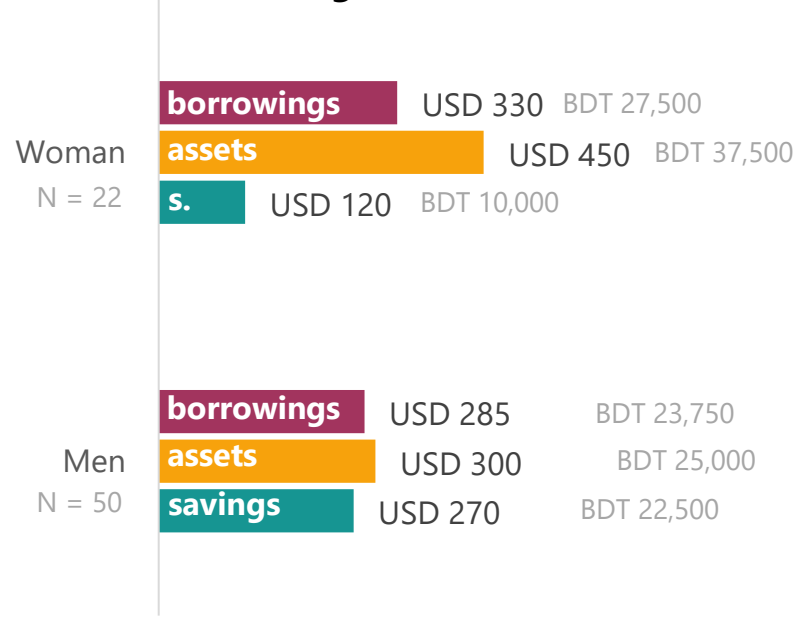 borrowings USD 330 BDT 27,500
Woman assets USD 450 BDT 37,500
N = 22 s. USD 120 BDT 10,000
borrowings USD 285 BDT 23,750
Men assets USD 300 BDT 25,000
N = 50 savings USD 270 BDT 22,500